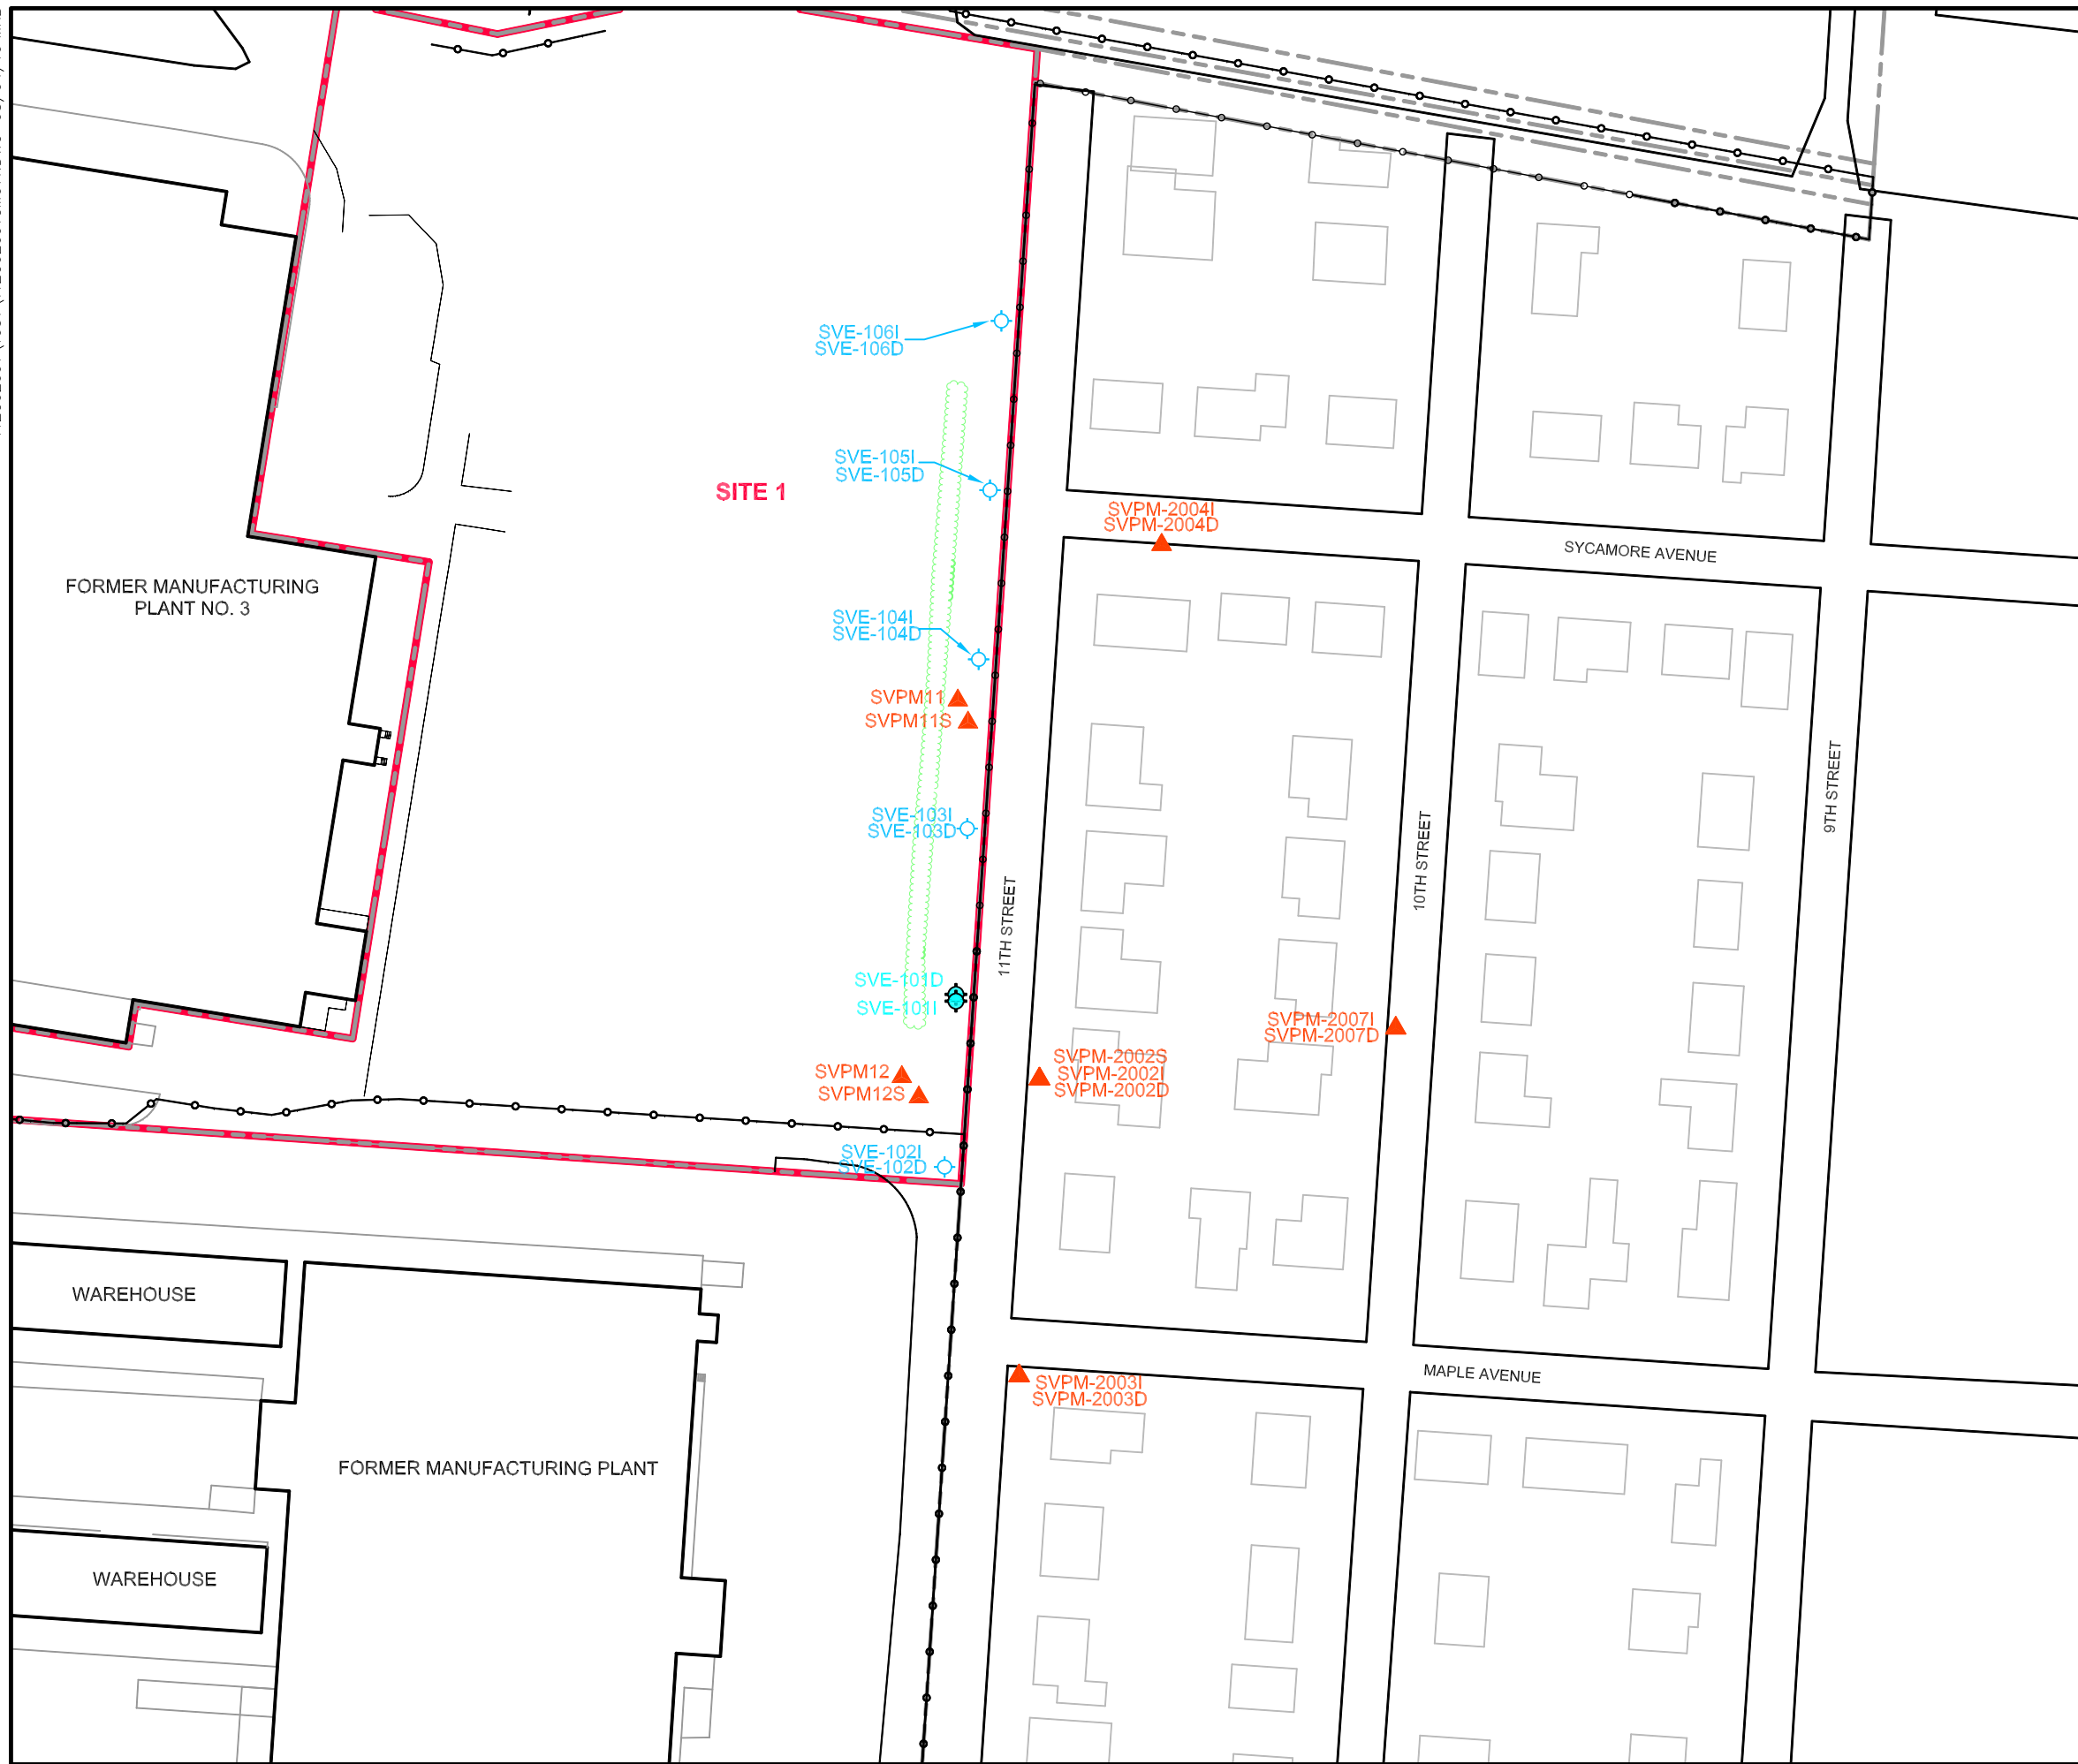 SVE-106I
SVE-106D
SVE-105I
SVE-105D
SITE 1
SVPM-2004I
SVPM-2004D
SYCAMORE AVENUE
FORMER MANUFACTURING
PLANT NO. 3
SVE-104I
SVE-104D
SVPM11
SVPM11S
SVE-103I
SVE-103D
11TH STREET
10TH STREET
9TH STREET
SVE-101D
SVE-101I
SVPM-2007I
SVPM-2007D
SVPM12
SVPM12S
SVPM-2002S
SVPM-2002I
SVPM-2002D
SVE-102I
SVE-102D
WAREHOUSE
MAPLE AVENUE
SVPM-2003I
SVPM-2003D
FORMER MANUFACTURING PLANT
WAREHOUSE